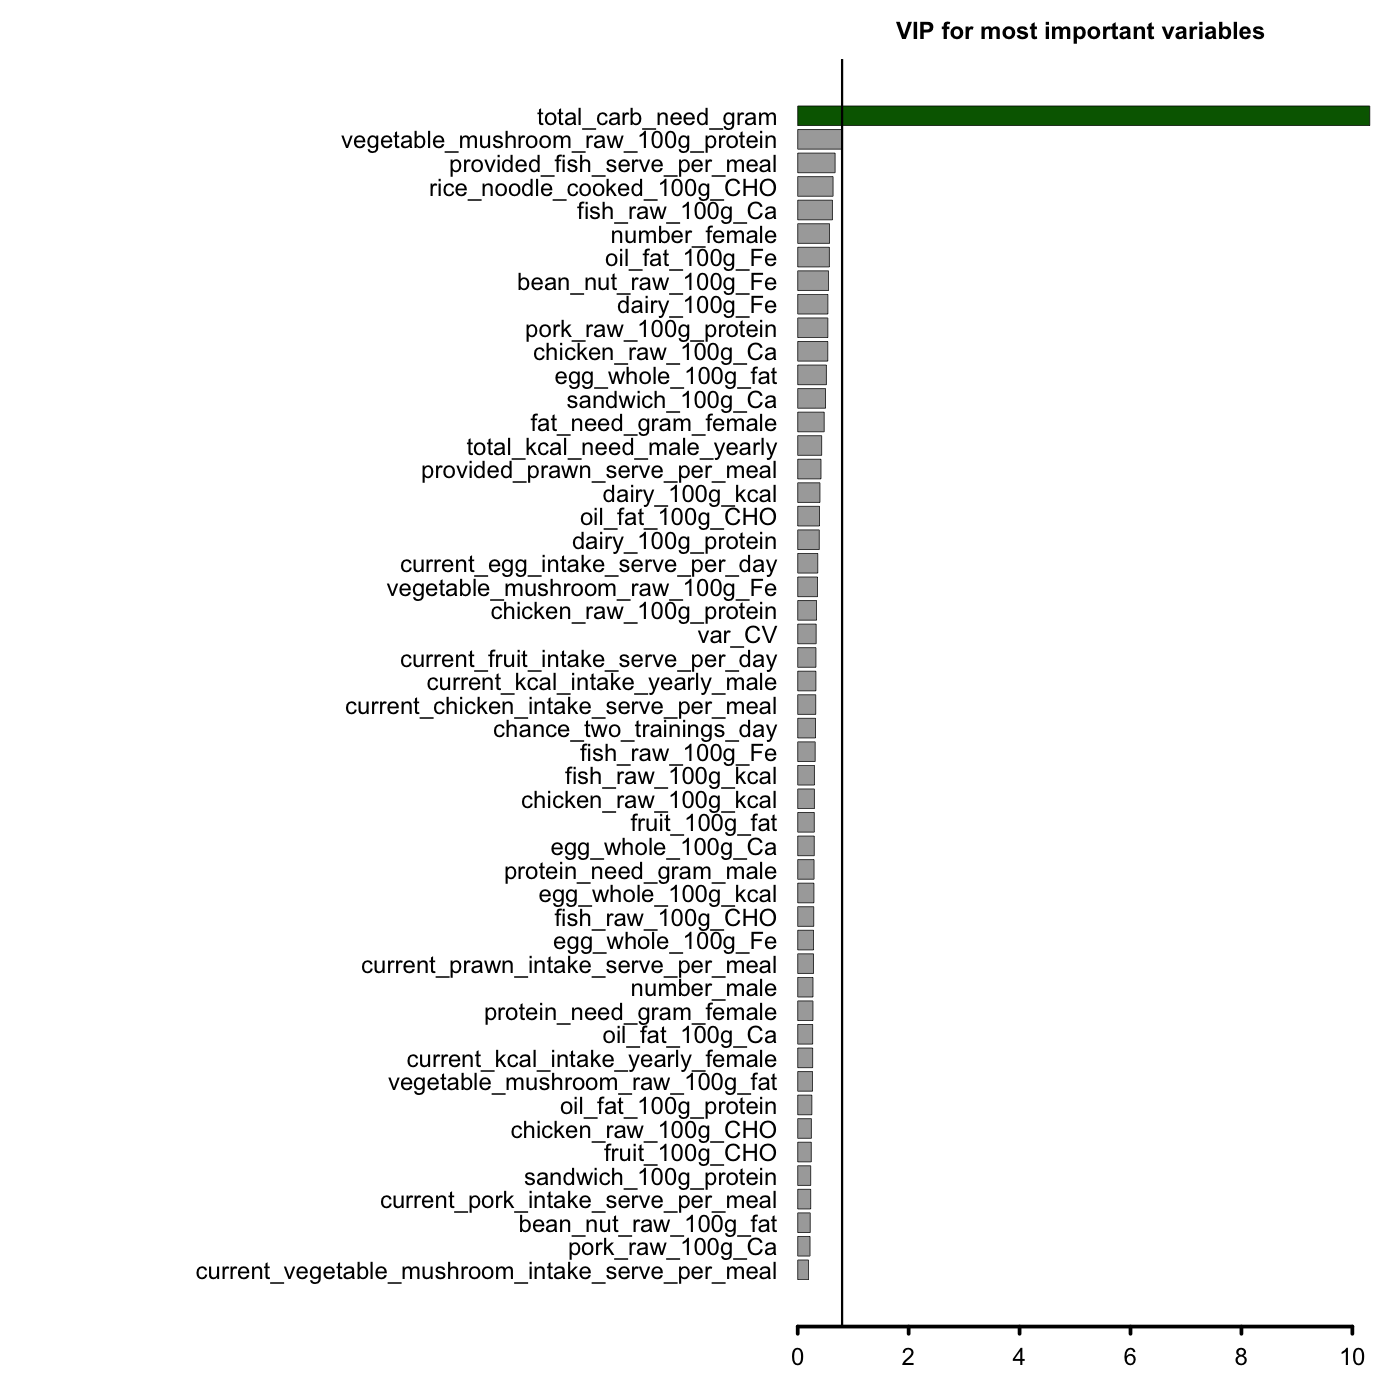 VIP for most important variables
total_carb_need_gram
vegetable_mushroom_raw_100g_protein
provided_fish_serve_per_meal
rice_noodle_cooked_100g_CHO
fish_raw_100g_Ca
number_female
oil_fat_100g_Fe
bean_nut_raw_100g_Fe
dairy_100g_Fe
pork_raw_100g_protein
chicken_raw_100g_Ca
egg_whole_100g_fat
sandwich_100g_Ca
fat_need_gram_female
total_kcal_need_male_yearly
provided_prawn_serve_per_meal
dairy_100g_kcal
oil_fat_100g_CHO
dairy_100g_protein
current_egg_intake_serve_per_day
vegetable_mushroom_raw_100g_Fe
chicken_raw_100g_protein
var_CV
current_fruit_intake_serve_per_day
current_kcal_intake_yearly_male
current_chicken_intake_serve_per_meal
chance_two_trainings_day
fish_raw_100g_Fe
fish_raw_100g_kcal
chicken_raw_100g_kcal
fruit_100g_fat
egg_whole_100g_Ca
protein_need_gram_male
egg_whole_100g_kcal
fish_raw_100g_CHO
egg_whole_100g_Fe
current_prawn_intake_serve_per_meal
number_male
protein_need_gram_female
oil_fat_100g_Ca
current_kcal_intake_yearly_female
vegetable_mushroom_raw_100g_fat
oil_fat_100g_protein
chicken_raw_100g_CHO
fruit_100g_CHO
sandwich_100g_protein
current_pork_intake_serve_per_meal
bean_nut_raw_100g_fat
pork_raw_100g_Ca
current_vegetable_mushroom_intake_serve_per_meal
0 2 4 6 8 10